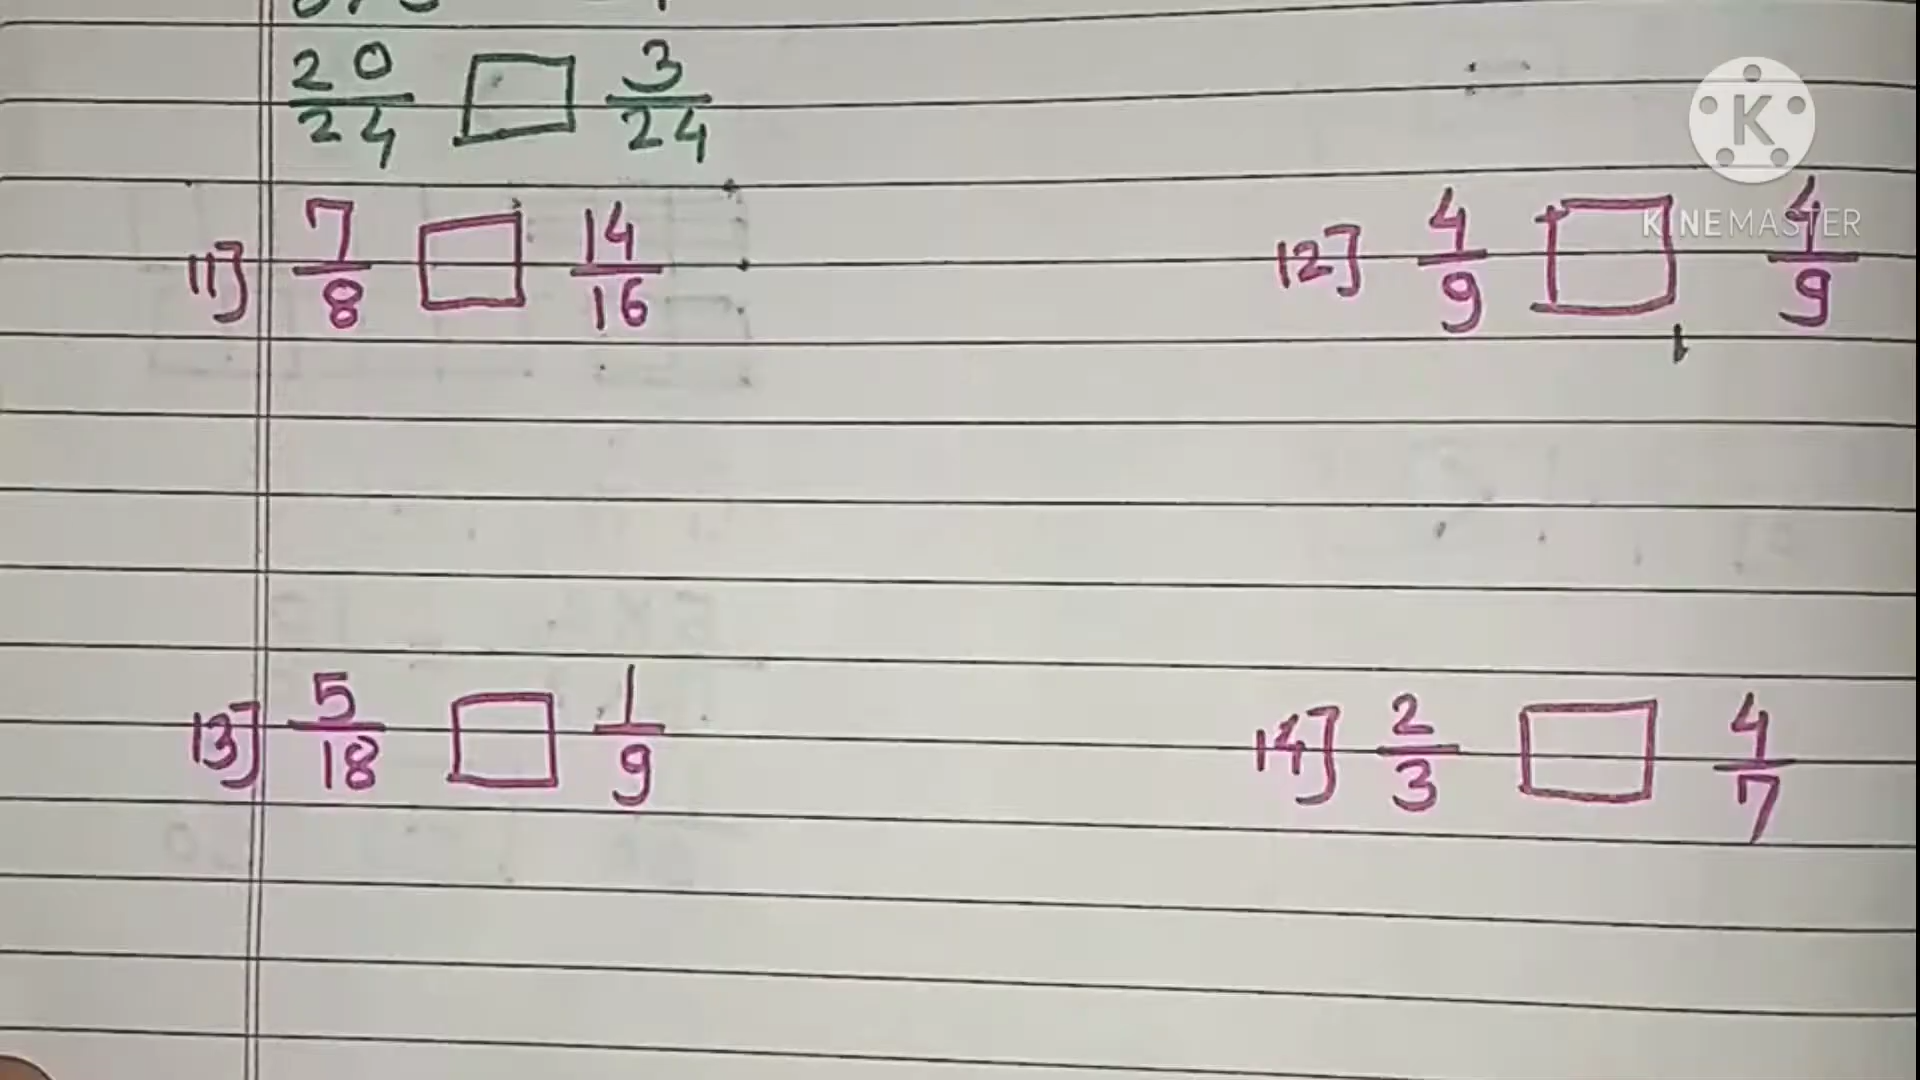 20/24 □ 3/24
11] 7/8 □ 14/16
12] 4/9 □ 4/9
KINEMASTER
13] 5/18 □ 1/9
14] 2/3 □ 4/7